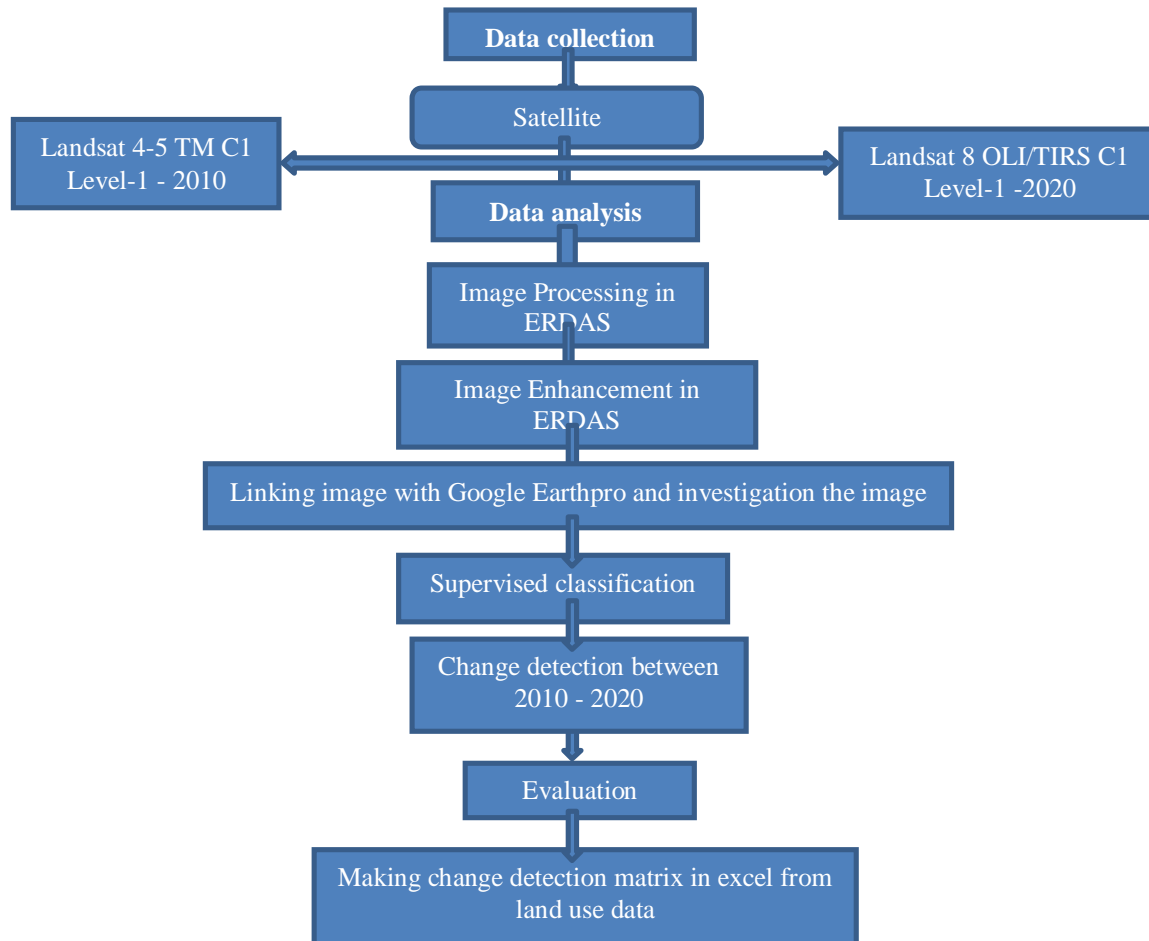 Data collection
Satellite
Landsat 4-5 TM C1
Level-1 - 2010
Landsat 8 OLI/TIRS C1
Level-1 -2020
Data analysis
Image Processing in
ERDAS
Image Enhancement in
ERDAS
Linking image with Google Earthpro and investigation the image
Supervised classification
Change detection between
2010 - 2020
Evaluation
Making change detection matrix in excel from
land use data